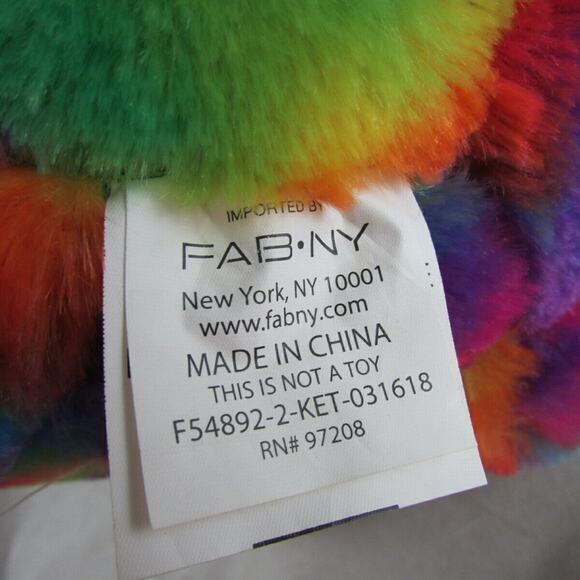 IMPORTED BY
FAB•NY
New York, NY 10001
www.fabny.com
MADE IN CHINA
THIS IS NOT A TOY
F54892-2-KET-031618
RN# 97208